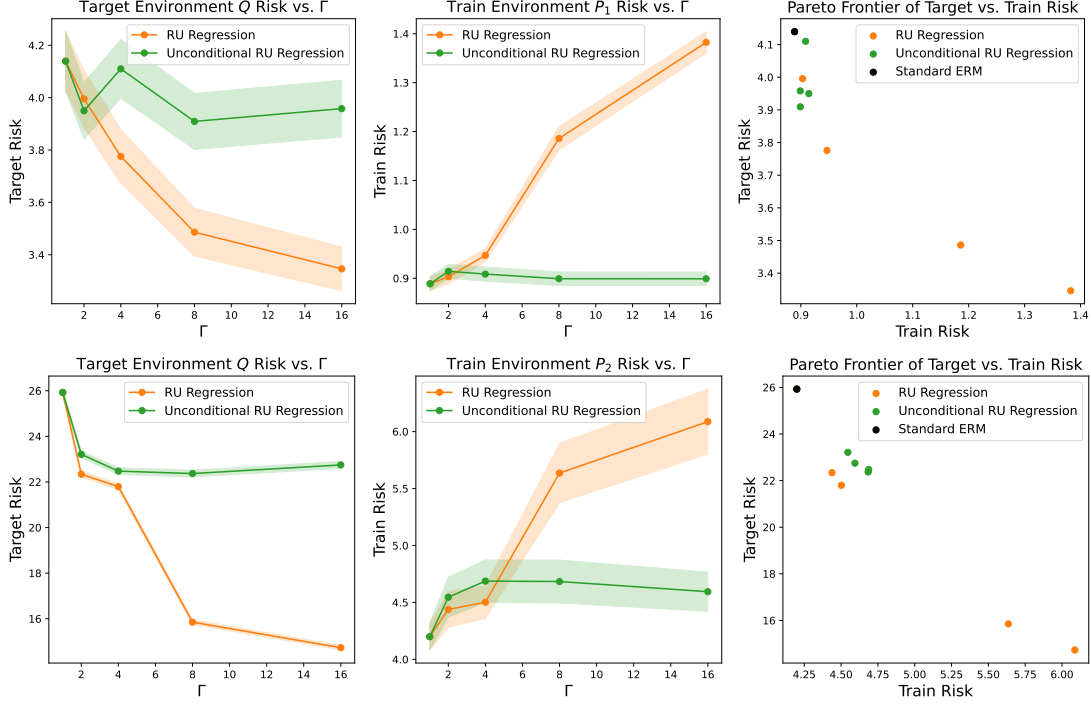 Target Environment Q Risk vs. Γ
RU Regression
Unconditional RU Regression
Target Risk
4.2
4.0
3.8
3.6
3.4
2 4 6 8 10 12 14 16
Γ
Train Environment P₁ Risk vs. Γ
RU Regression
Unconditional RU Regression
Train Risk
1.4
1.3
1.2
1.1
1.0
0.9
2 4 6 8 10 12 14 16
Γ
Pareto Frontier of Target vs. Train Risk
RU Regression
Unconditional RU Regression
Standard ERM
Target Risk
4.1
4.0
3.9
3.8
3.7
3.6
3.5
3.4
0.9 1.0 1.1 1.2 1.3 1.4
Train Risk
Target Environment Q Risk vs. Γ
RU Regression
Unconditional RU Regression
Target Risk
26
24
22
20
18
16
2 4 6 8 10 12 14 16
Γ
Train Environment P₂ Risk vs. Γ
RU Regression
Unconditional RU Regression
Train Risk
6.0
5.5
5.0
4.5
4.0
2 4 6 8 10 12 14 16
Γ
Pareto Frontier of Target vs. Train Risk
RU Regression
Unconditional RU Regression
Standard ERM
Target Risk
26
24
22
20
18
16
4.25 4.50 4.75 5.00 5.25 5.50 5.75 6.00
Train Risk